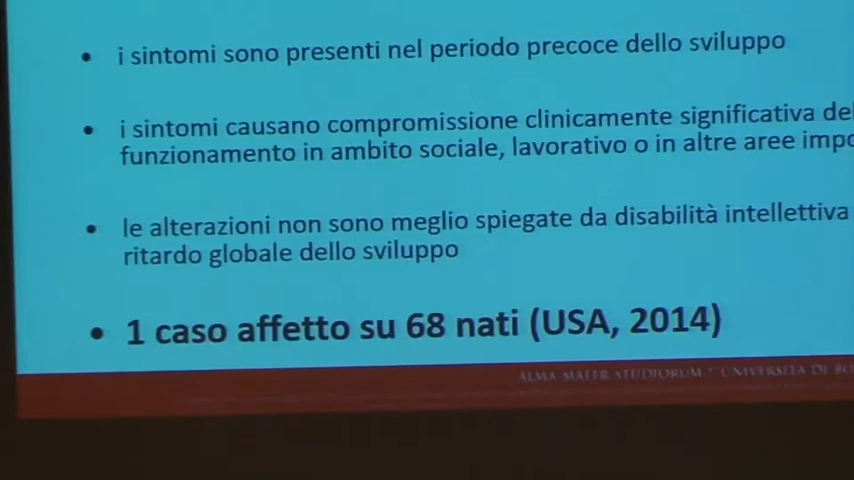 • i sintomi sono presenti nel periodo precoce dello sviluppo
• i sintomi causano compromissione clinicamente significativa del
funzionamento in ambito sociale, lavorativo o in altre aree impo
• le alterazioni non sono meglio spiegate da disabilità intellettiva
ritardo globale dello sviluppo
• 1 caso affetto su 68 nati (USA, 2014)
ALMA MATER STUDIORUM ~ UNIVERSITÀ DI BO